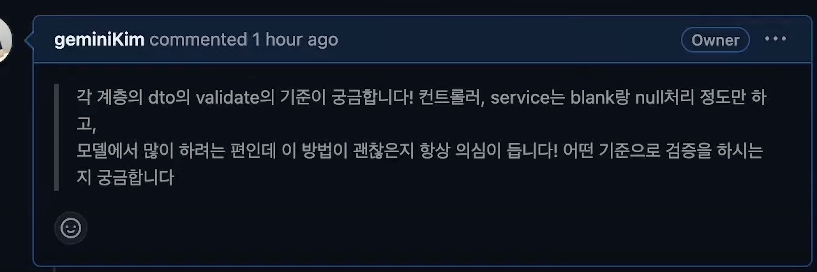 geminiKim commented 1 hour ago
Owner
각 계층의 dto의 validate의 기준이 궁금합니다! 컨트롤러, service는 blank랑 null처리 정도만 하
고,
모델에서 많이 하려는 편인데 이 방법이 괜찮은지 항상 의심이 듭니다! 어떤 기준으로 검증을 하시는
지 궁금합니다